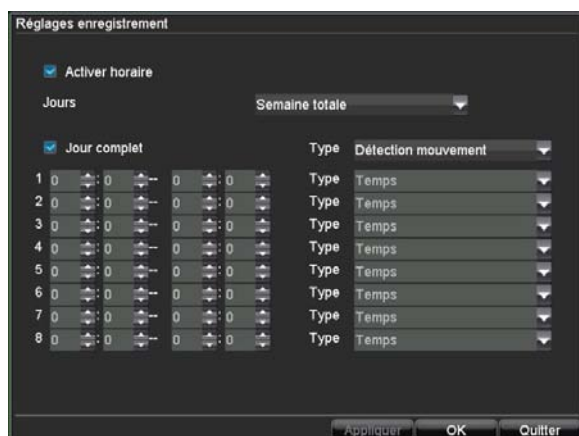 Réglages enregistrement
Activer horaire
Jours Semaine totale
Jour complet Type Détection mouvement
1 0 : 0 -- 0 : 0 Type Temps
2 0 : 0 -- 0 : 0 Type Temps
3 0 : 0 -- 0 : 0 Type Temps
4 0 : 0 -- 0 : 0 Type Temps
5 0 : 0 -- 0 : 0 Type Temps
6 0 : 0 -- 0 : 0 Type Temps
7 0 : 0 -- 0 : 0 Type Temps
8 0 : 0 -- 0 : 0 Type Temps
Appliquer OK Quitter